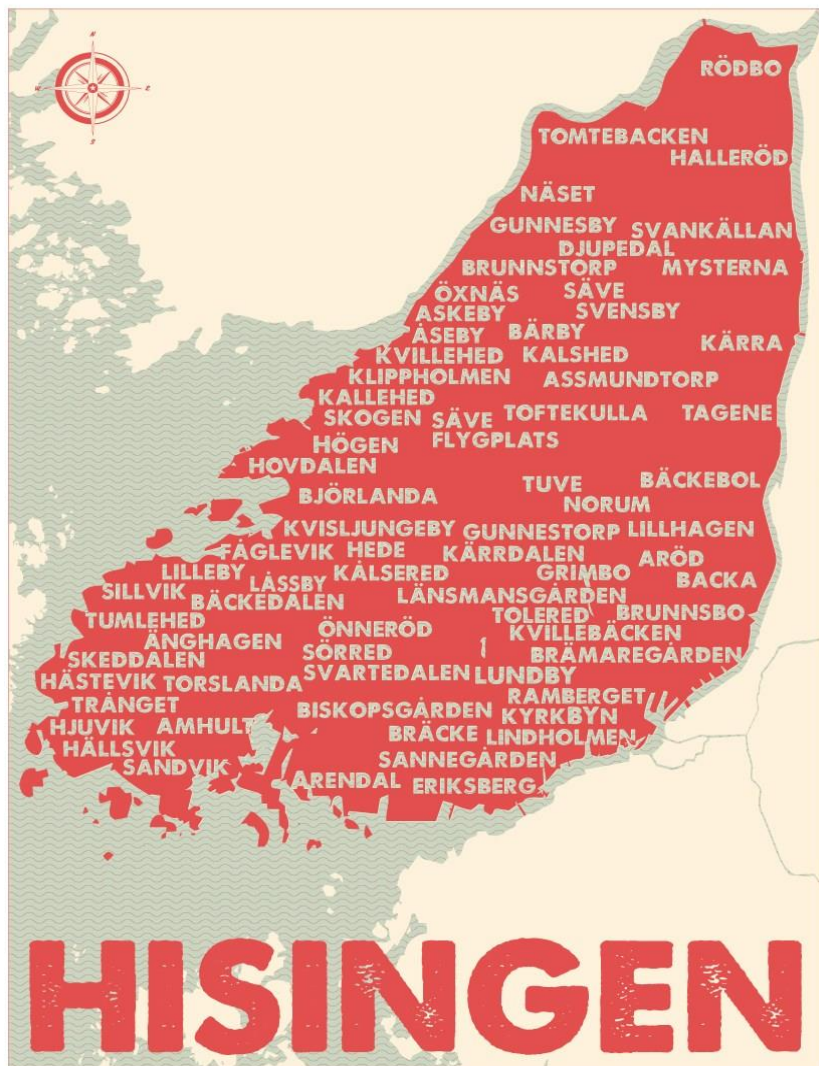 N
W
E
S
RÖDBO
TOMTEBACKEN
HALLERÖD
NÄSET
GUNNESBY
SVANKÄLLAN
DJUPEDAL
BRUNNSTORP
MYSTERNA
ÖXNÄS
SÄVE
ASKEBY
SVENSBY
ÅSEBY
BÄRBY
KÄRRA
KVILLEHED
KALSHED
KLIPPHOLMEN
ASSMUNDTORP
KALLEHED
SKOGEN
SÄVE
FLYGPLATS
TOFTEKULLA
TAGENE
HÖGEN
HOVDALEN
BJÖRLANDA
TUVE
BÄCKEBOL
NORUM
KVISLJUNGEBY
GUNNESTORP
LILLHAGEN
FÅGLEVIK
HEDE
KÄRRDALEN
ARÖD
LILLEBY
LÅSSBY
KÅLSERED
GRIMBO
BACKA
SILLVIK
BÄCKEDALEN
LÄNSMANSGÅRDEN
TUMLEHED
TOLERED
BRUNNSBO
ÄNGHAGEN
ÖNNERÖD
KVILLEBÄCKEN
SKEDDALEN
SÖRRED
BRÄMAREGÅRDEN
HÄSTEVIK
TORSLANDA
SVARTEDALEN
LUNDBY
TRÅNGET
BISKOPSGÅRDEN
RAMBERGET
KYRKBYN
HJUVIK
AMHULT
BRÄCKE
LINDHOLMEN
HÄLLSVIK
SANDVIK
SANNEGÅRDEN
ARENDAL
ERIKSBERG
HISINGEN